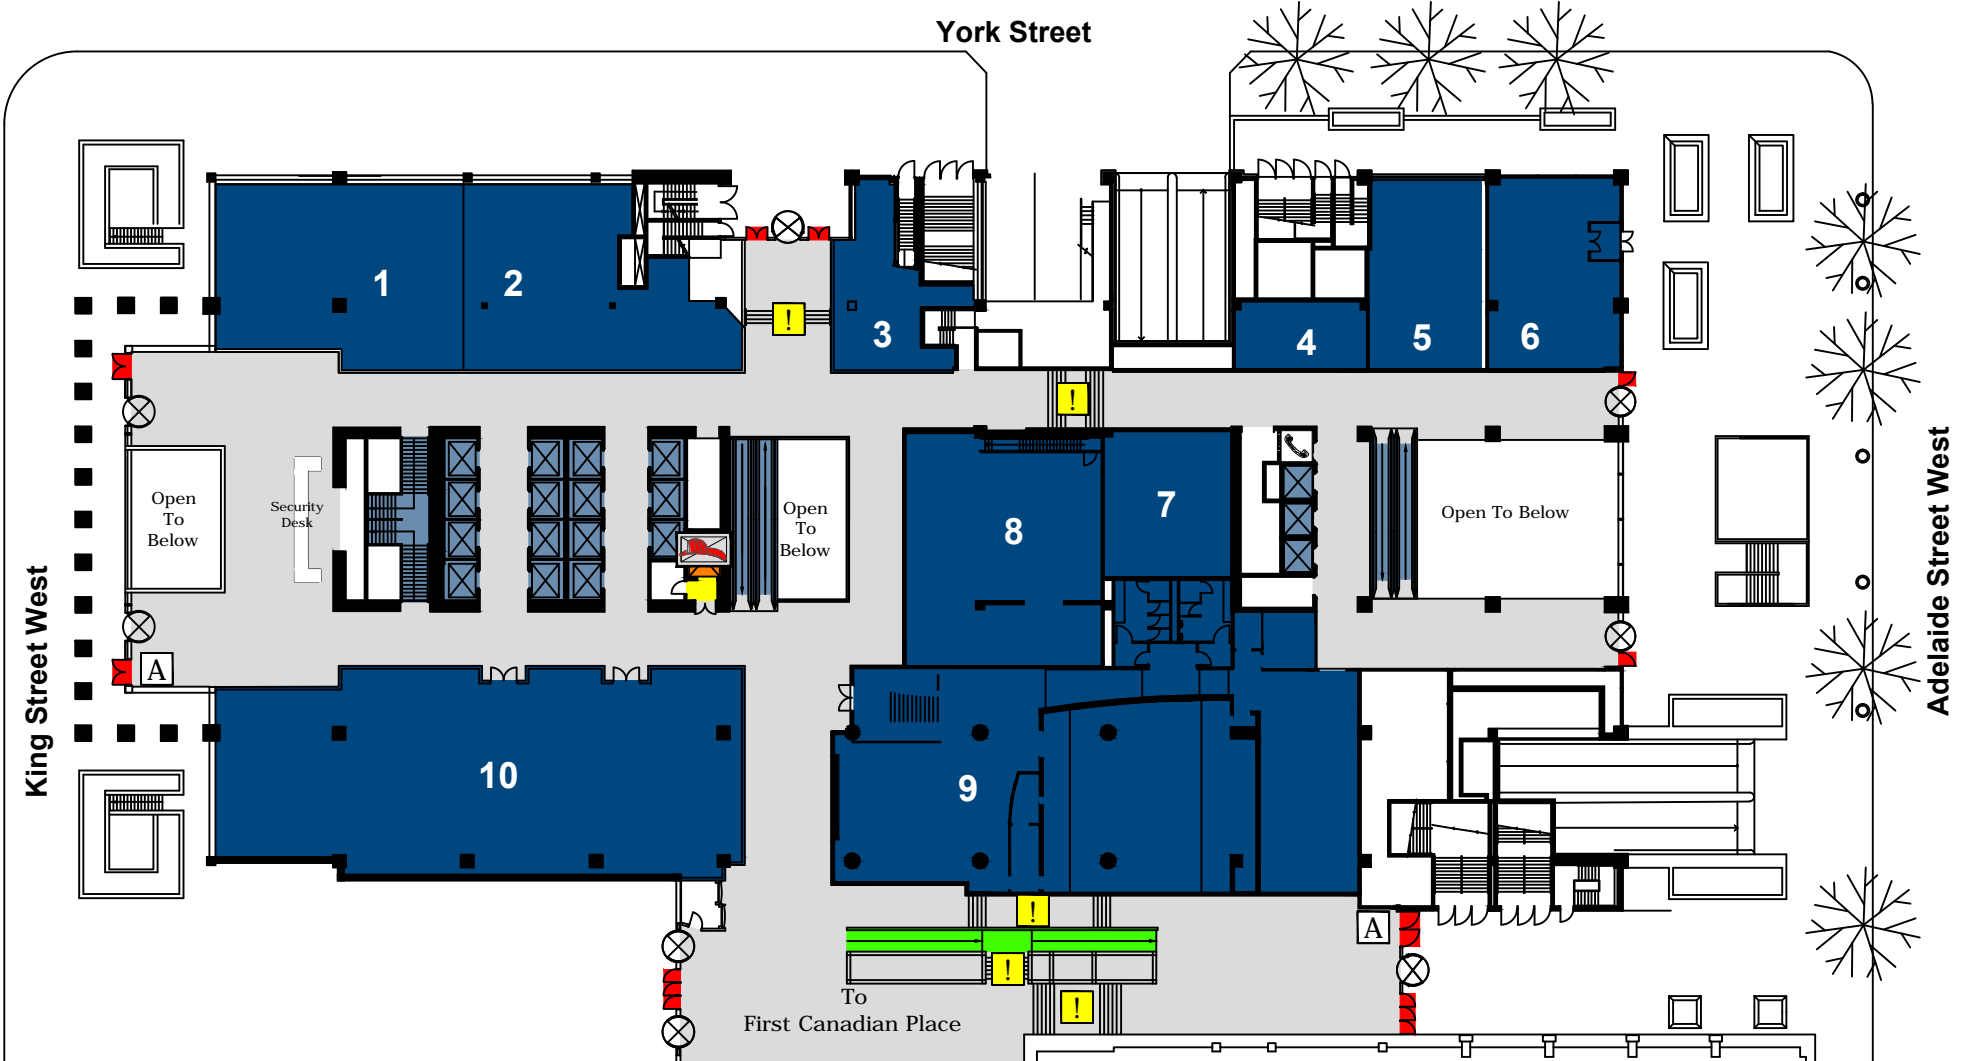 York Street
1
2
3
4
5
6
!
!
Open
To
Below
Security
Desk
Open
To
Below
8
7
Open To Below
King Street West
Adelaide Street West
A
10
9
!
A
!
!
To
First Canadian Place